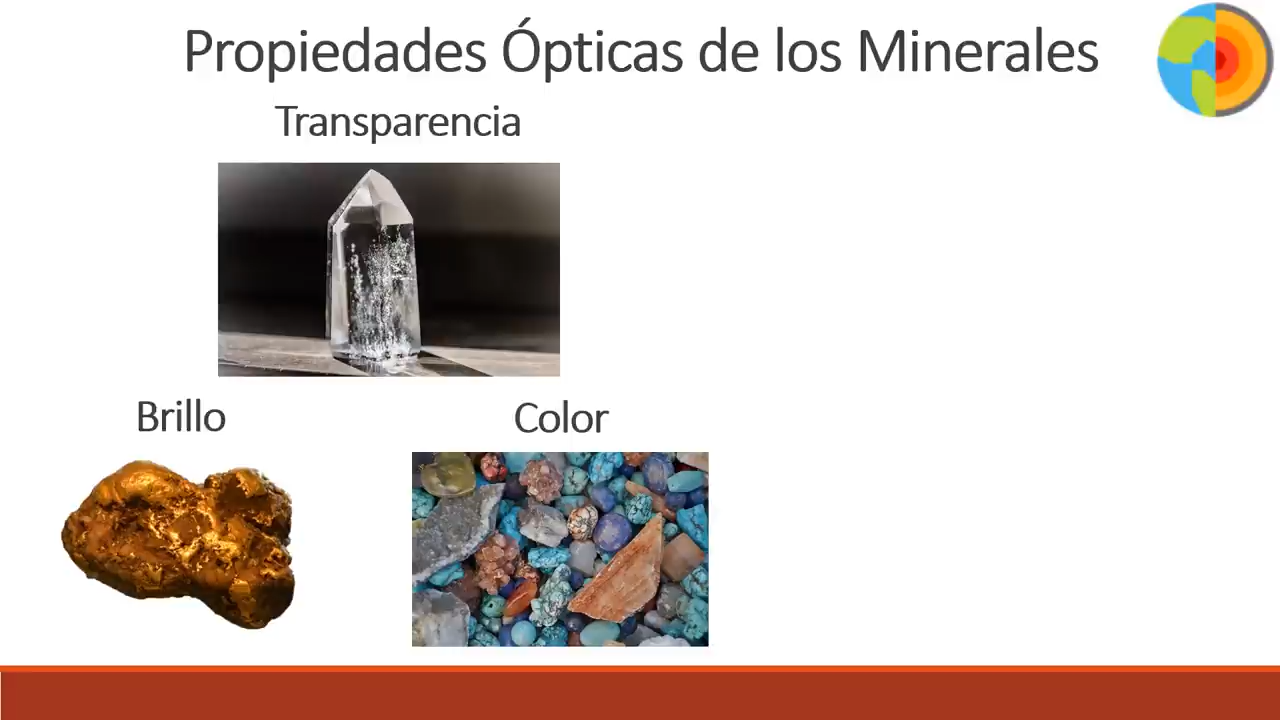 Propiedades Ópticas de los Minerales
Transparencia
Brillo
Color